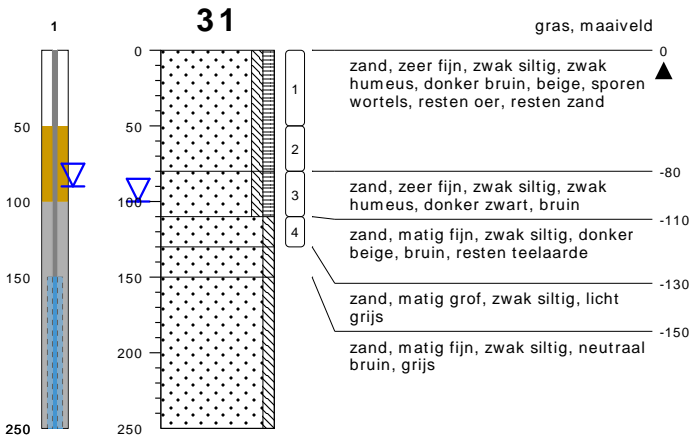 1
31
gras, maaiveld
0
0
zand, zeer fijn, zwak siltig, zwak
humeus, donker bruin, beige, sporen
wortels, resten oer, resten zand
1
50
50
2
-80
zand, zeer fijn, zwak siltig, zwak
humeus, donker zwart, bruin
3
100
100
-110
zand, matig fijn, zwak siltig, donker
beige, bruin, resten teelaarde
4
150
150
-130
zand, matig grof, zwak siltig, licht
grijs
-150
zand, matig fijn, zwak siltig, neutraal
bruin, grijs
200
200
250
250